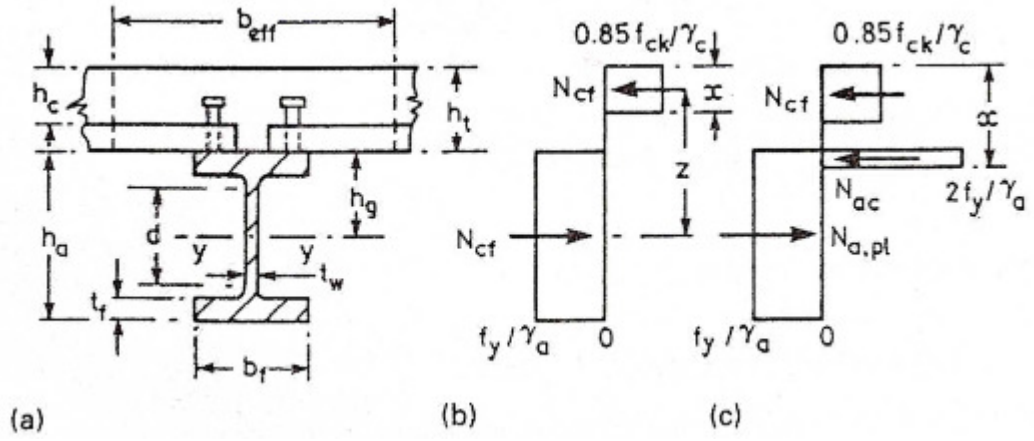 b_eff
h_c
h_t
h_a
h_g
d
y y
t_w
t_f
b_f
(a)
0.85f_ck/γ_c
N_cf
x
z
N_cf
f_y/γ_a 0
(b)
0.85f_ck/γ_c
N_cf
x
N_ac
2f_y/γ_a
N_a,pl
f_y/γ_a 0
(c)